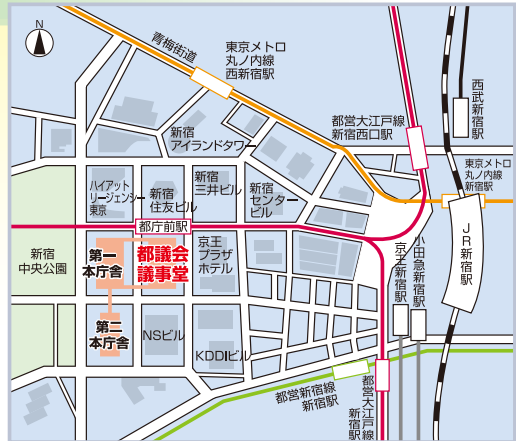 N
青梅街道
東京メトロ
丸ノ内線
西新宿駅
西武新宿駅
都営大江戸線
新宿西口駅
新宿
アイランドタワー
東京メトロ
丸ノ内線
新宿駅
ハイアット
リージェンシー
東京
新宿
住友ビル
新宿
三井ビル
新宿
センター
ビル
都庁前駅
JR新宿駅
小田急新宿駅
京王新宿駅
新宿
中央公園
第一
本庁舎
都議会
議事堂
京王
プラザ
ホテル
第二
本庁舎
NSビル
KDDIビル
都営新宿線
新宿駅
都営大江戸線
新宿駅